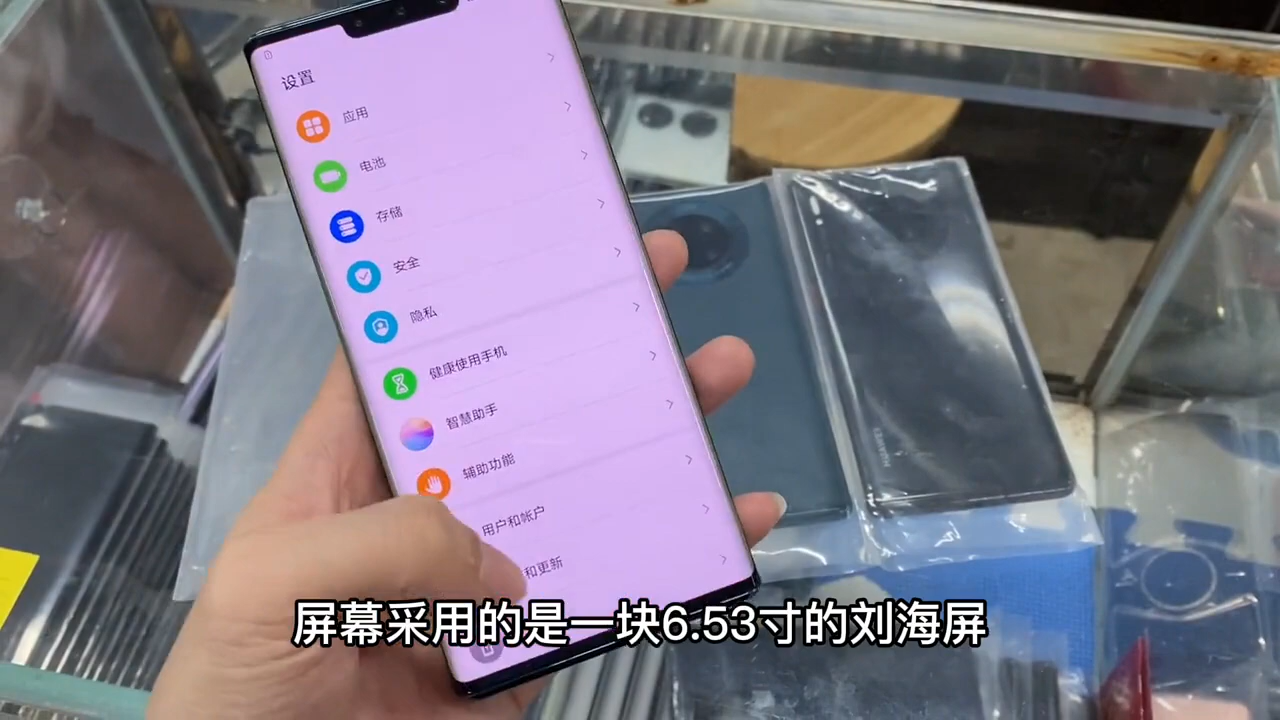 设置
应用
电池
存储
安全
隐私
健康使用手机
智慧助手
辅助功能
用户和帐户
和更新
HUAWEI
屏幕采用的是一块6.53寸的刘海屏